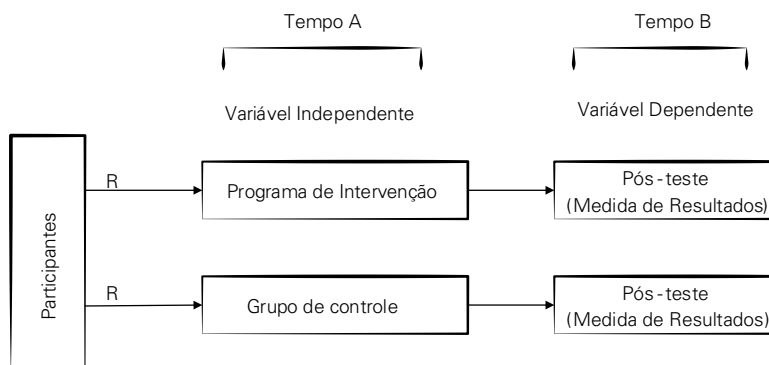 Tempo A
Tempo B
Variável Independente
Variável Dependente
Participantes
R
Programa de Intervenção
Pós-teste
(Medida de Resultados)
R
Grupo de controle
Pós-teste
(Medida de Resultados)